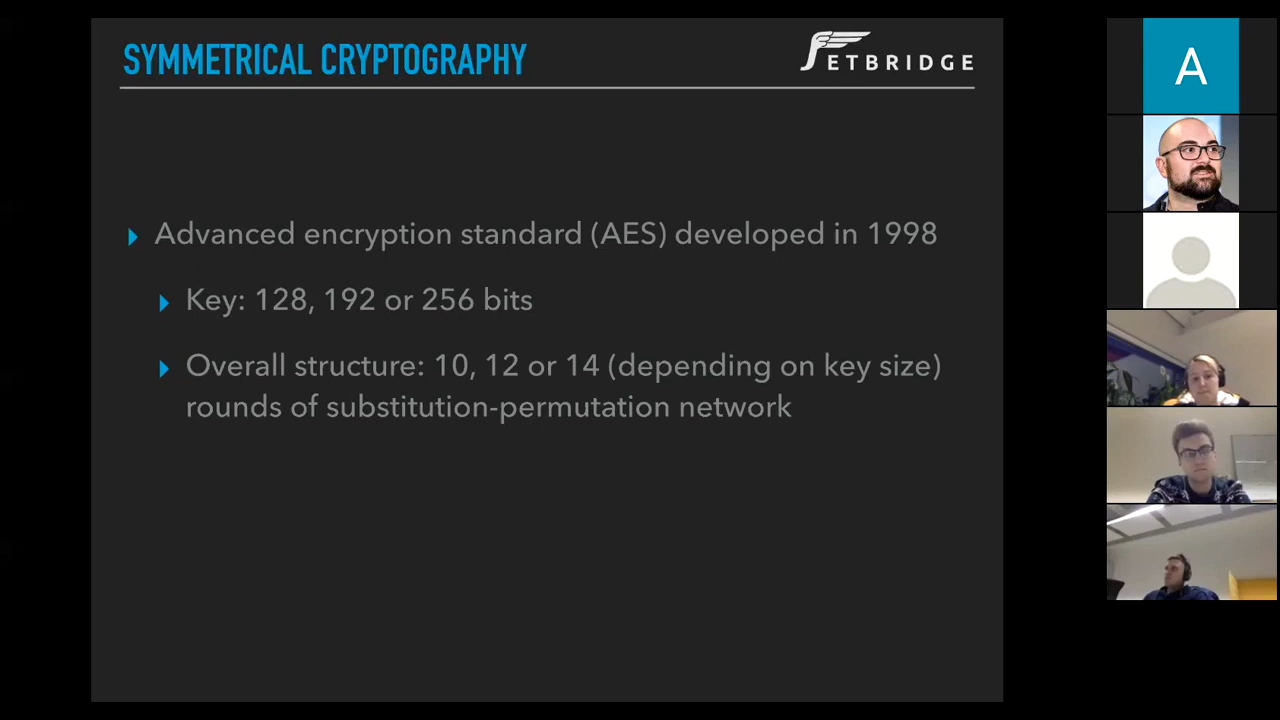 SYMMETRICAL CRYPTOGRAPHY
JETBRIDGE
Advanced encryption standard (AES) developed in 1998
Key: 128, 192 or 256 bits
Overall structure: 10, 12 or 14 (depending on key size)
rounds of substitution-permutation network
A